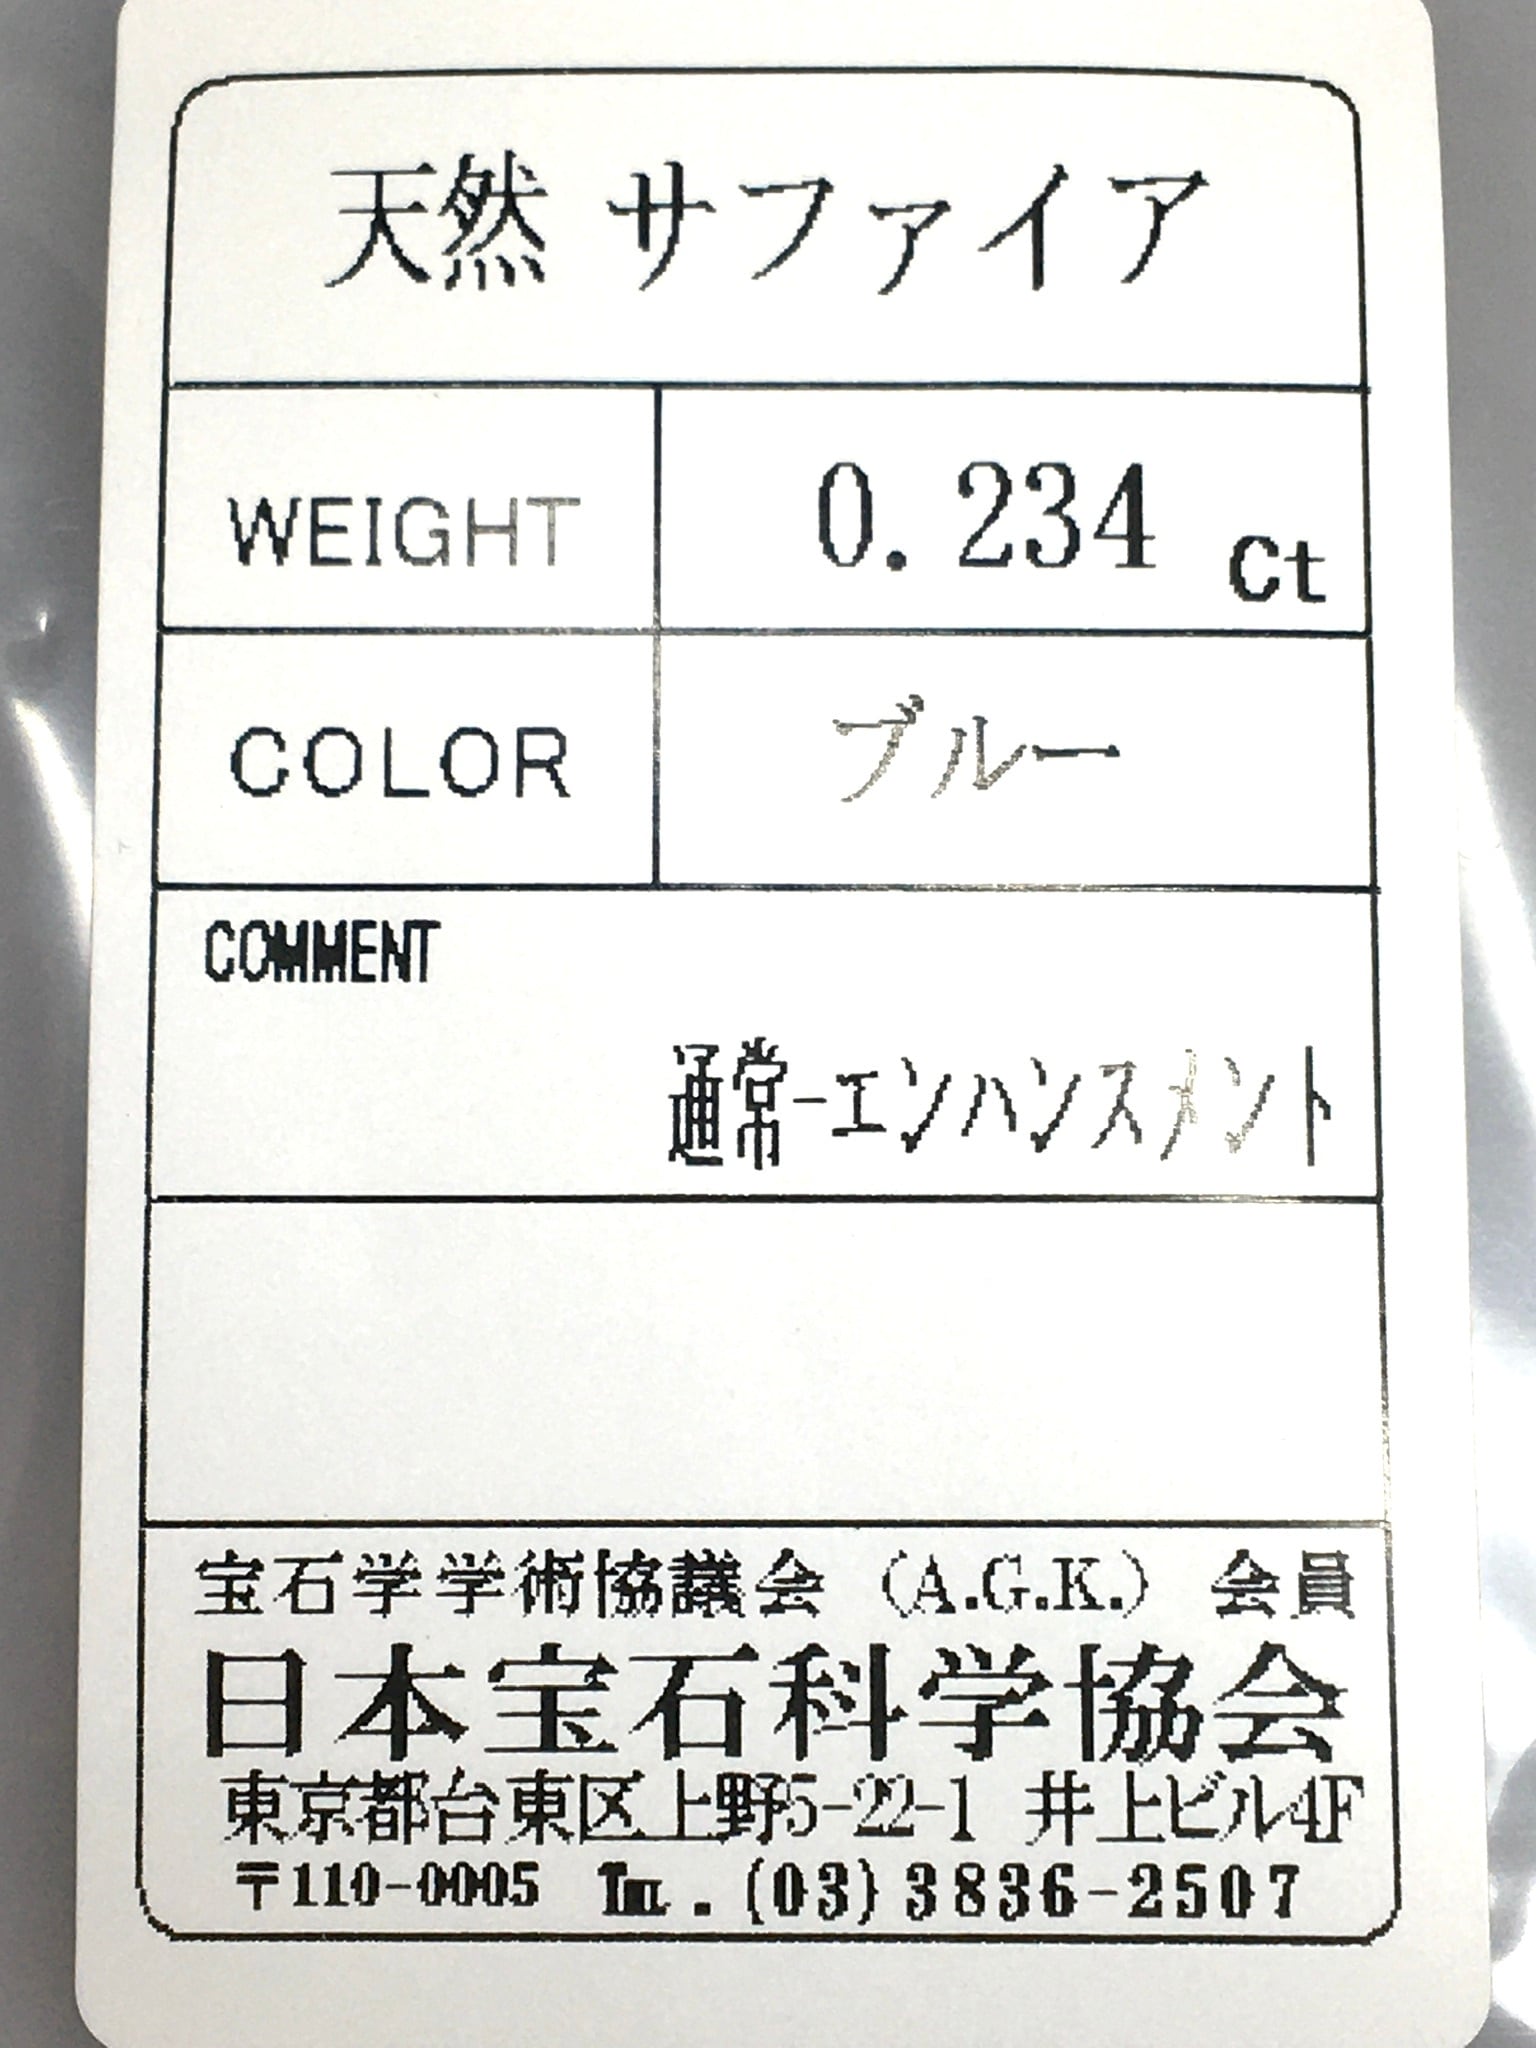 天然 サファイア
WEIGHT 0.234 Ct
COLOR ブルー
COMMENT
通常-エンハンスメント
宝石学学術協議会 (A.G.K.) 会員
日本宝石科学協会
東京都台東区上野5-22-1 井上ビル4F
〒110-0005 ℡.(03)3836-2507